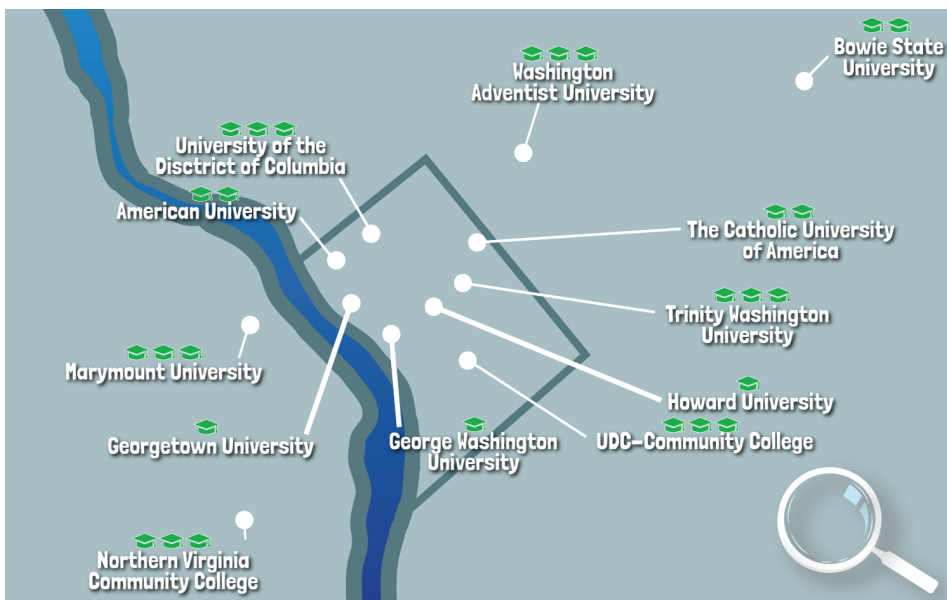 Bowie State
University
Washington
Adventist University
University of the
Disctrict of Columbia
American University
The Catholic University
of America
Trinity Washington
University
Marymount University
Howard University
Georgetown University
George Washington
University
UDC-Community College
Northern Virginia
Community College